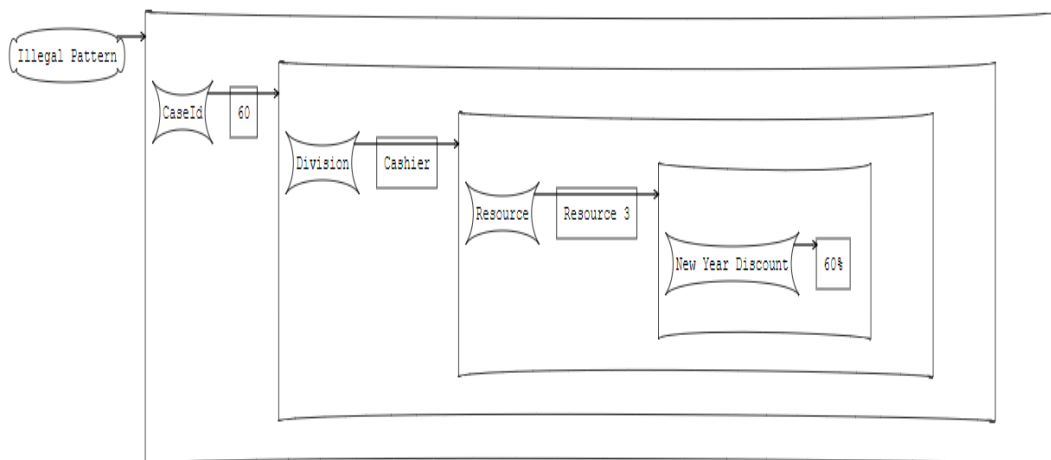 Illegal Pattern
CaseId
60
Division
Cashier
Resource
Resource 3
New Year Discount
60%